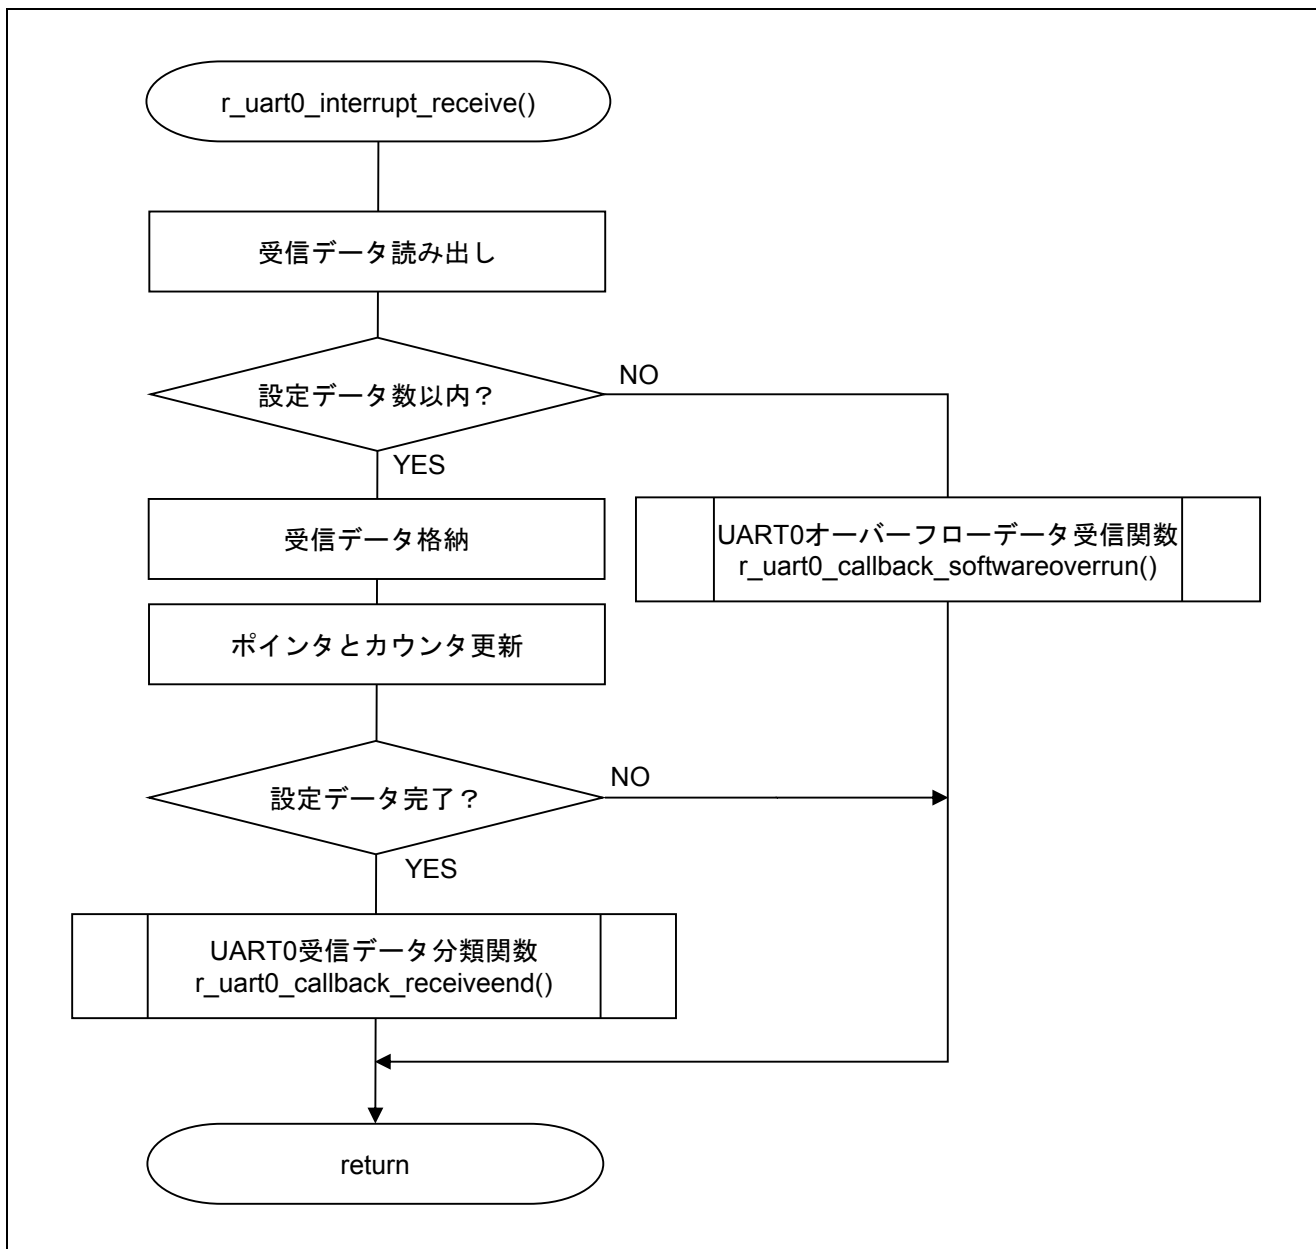 r_uart0_interrupt_receive()
受信データ読み出し
設定データ数以内？
NO
YES
受信データ格納
UART0オーバーフローデータ受信関数
r_uart0_callback_softwareoverrun()
ポインタとカウンタ更新
設定データ完了？
NO
YES
UART0受信データ分類関数
r_uart0_callback_receiveend()
return